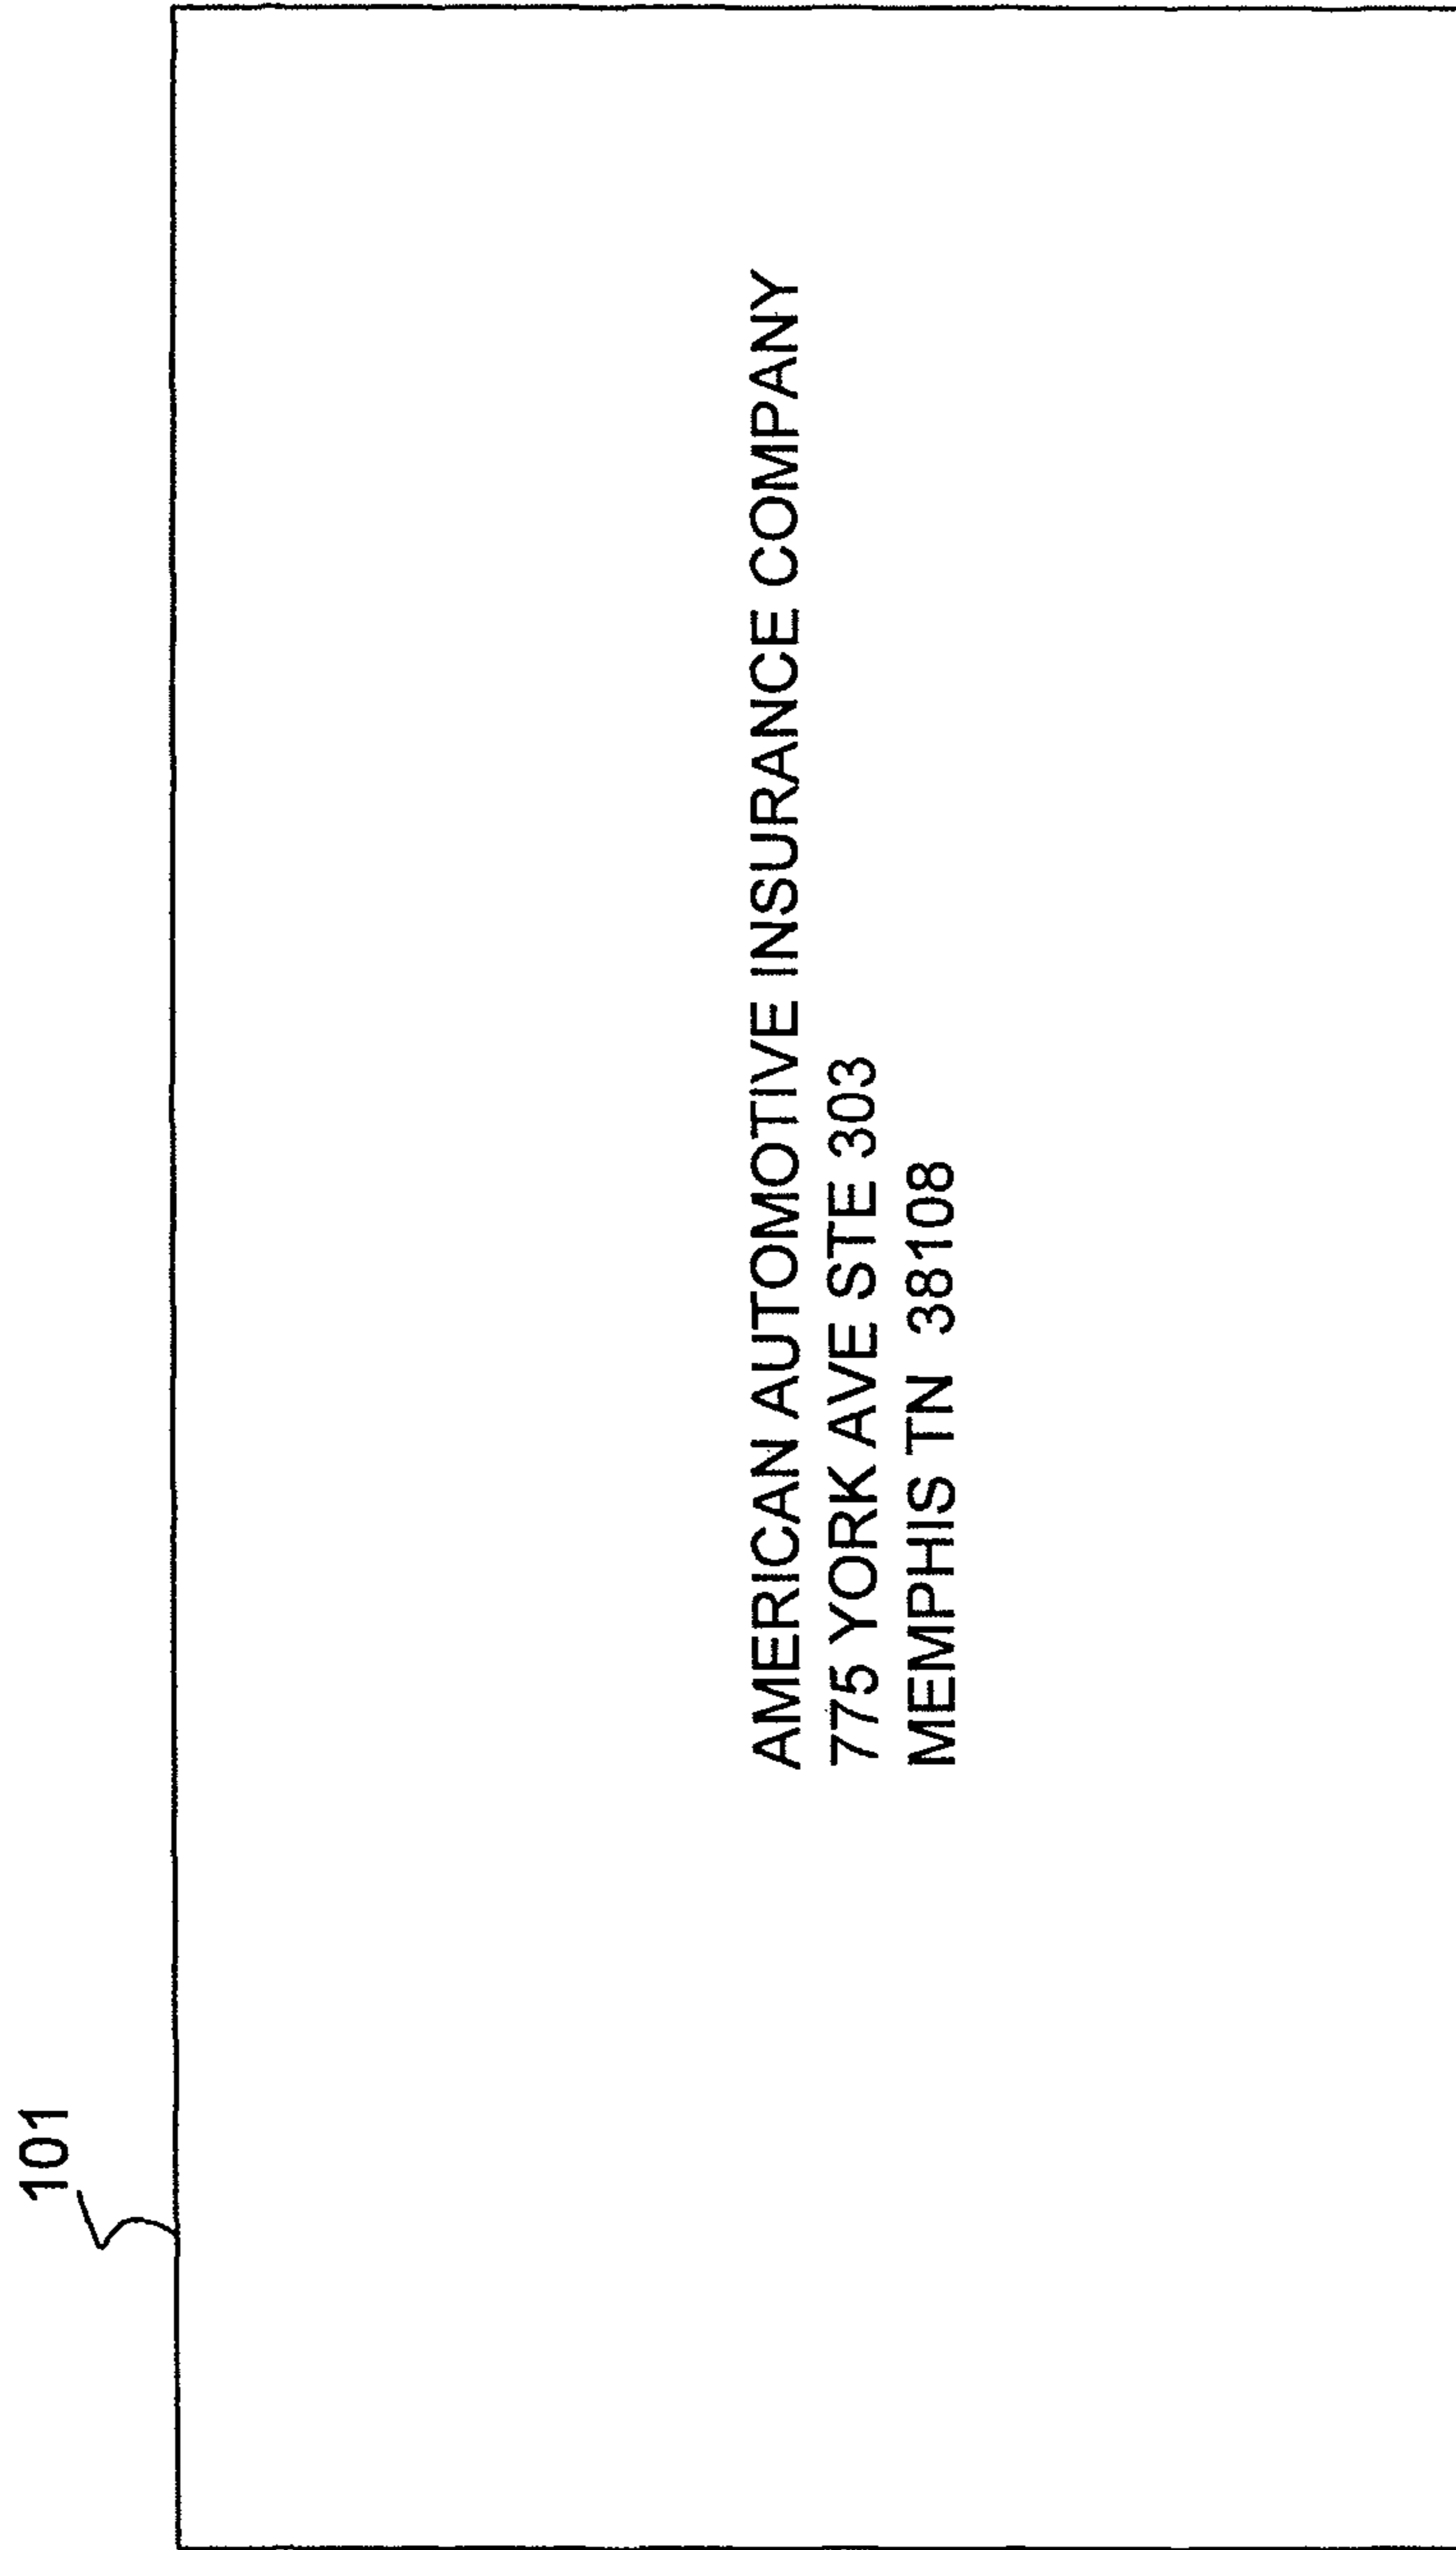 101
AMERICAN AUTOMOTIVE INSURANCE COMPANY
775 YORK AVE STE 303
MEMPHIS TN 38108